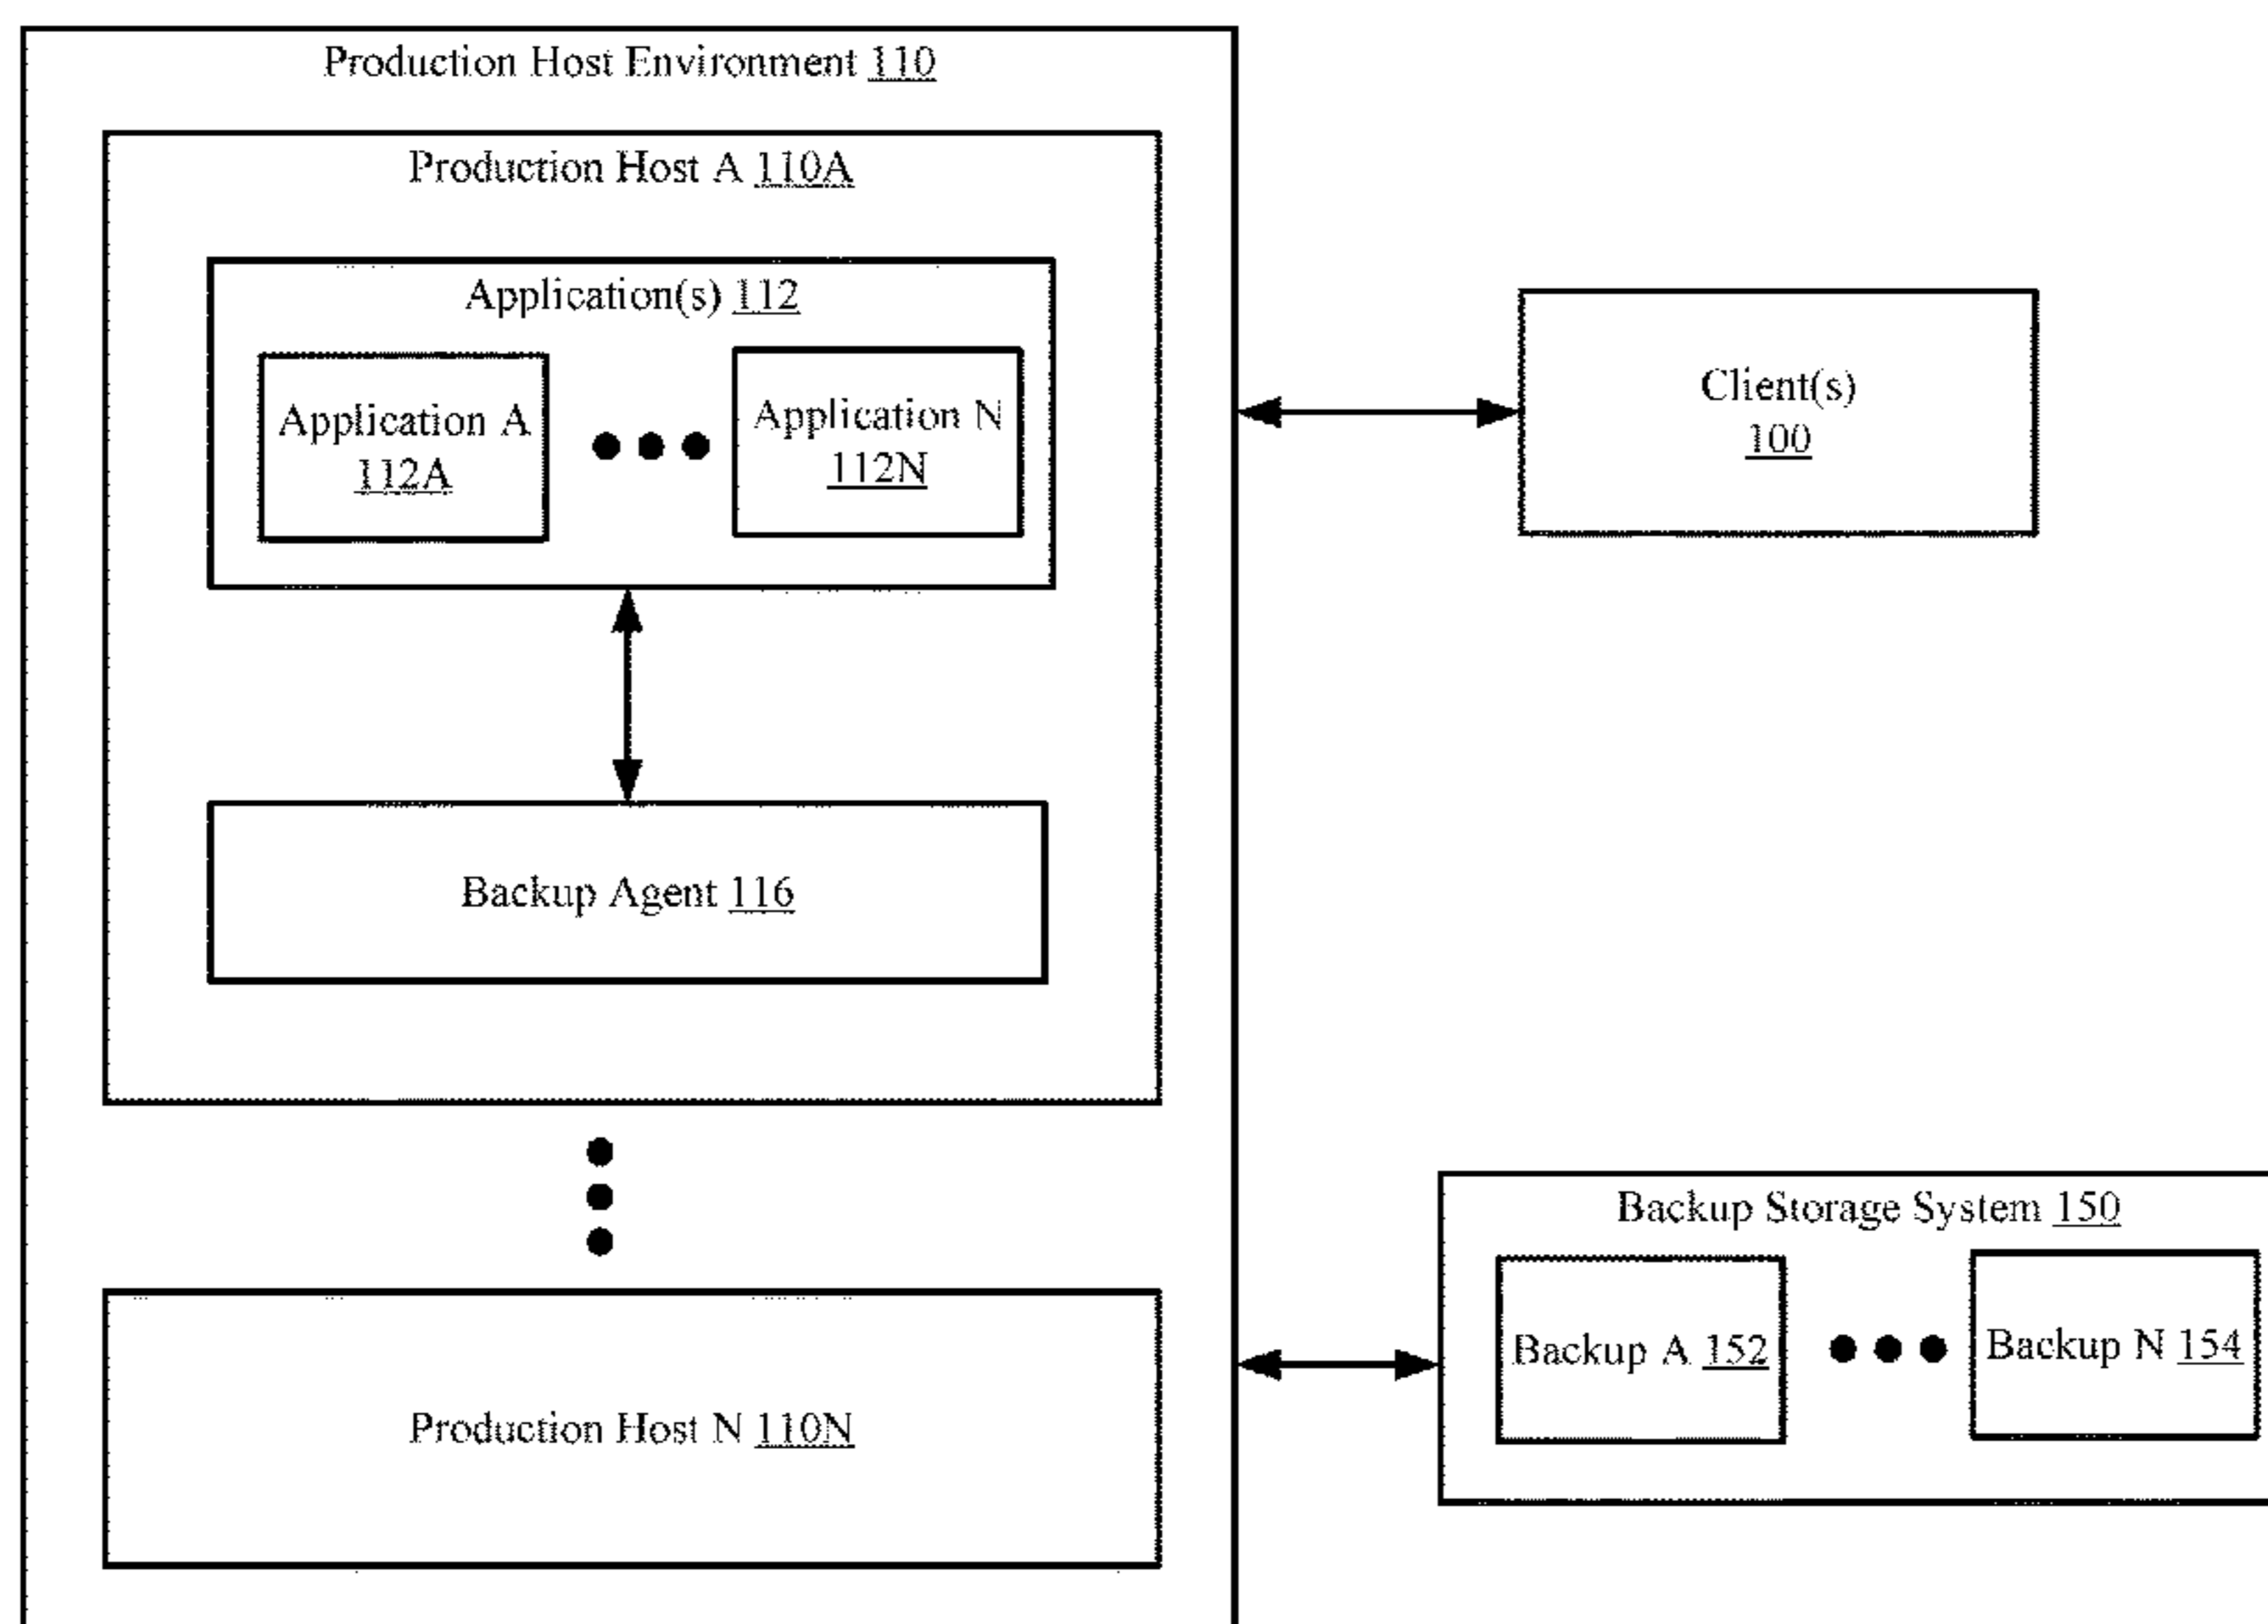 Production Host Environment 110
Production Host A 110A
Application(s) 112
Application A
112A
Application N
112N
Client(s)
100
Backup Agent 116
Backup Storage System 150
Backup A 152
Backup N 154
Production Host N 110N